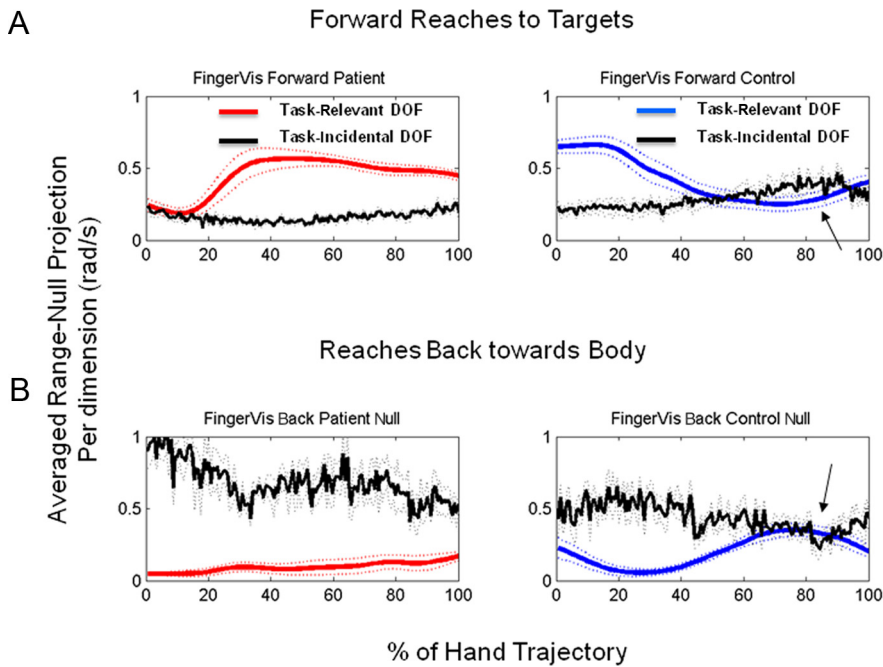 A
Forward Reaches to Targets
FingerVis Forward Patient
FingerVis Forward Control
1
0.5
0
Task-Relevant DOF
Task-Incidental DOF
0 20 40 60 80 100
1
0.5
0
Task-Relevant DOF
Task-Incidental DOF
0 20 40 60 80 100
Averaged Range-Null Projection
Per dimension (rad/s)
Reaches Back towards Body
B
FingerVis Back Patient Null
FingerVis Back Control Null
1
0.5
0
0 20 40 60 80 100
1
0.5
0
0 20 40 60 80 100
% of Hand Trajectory